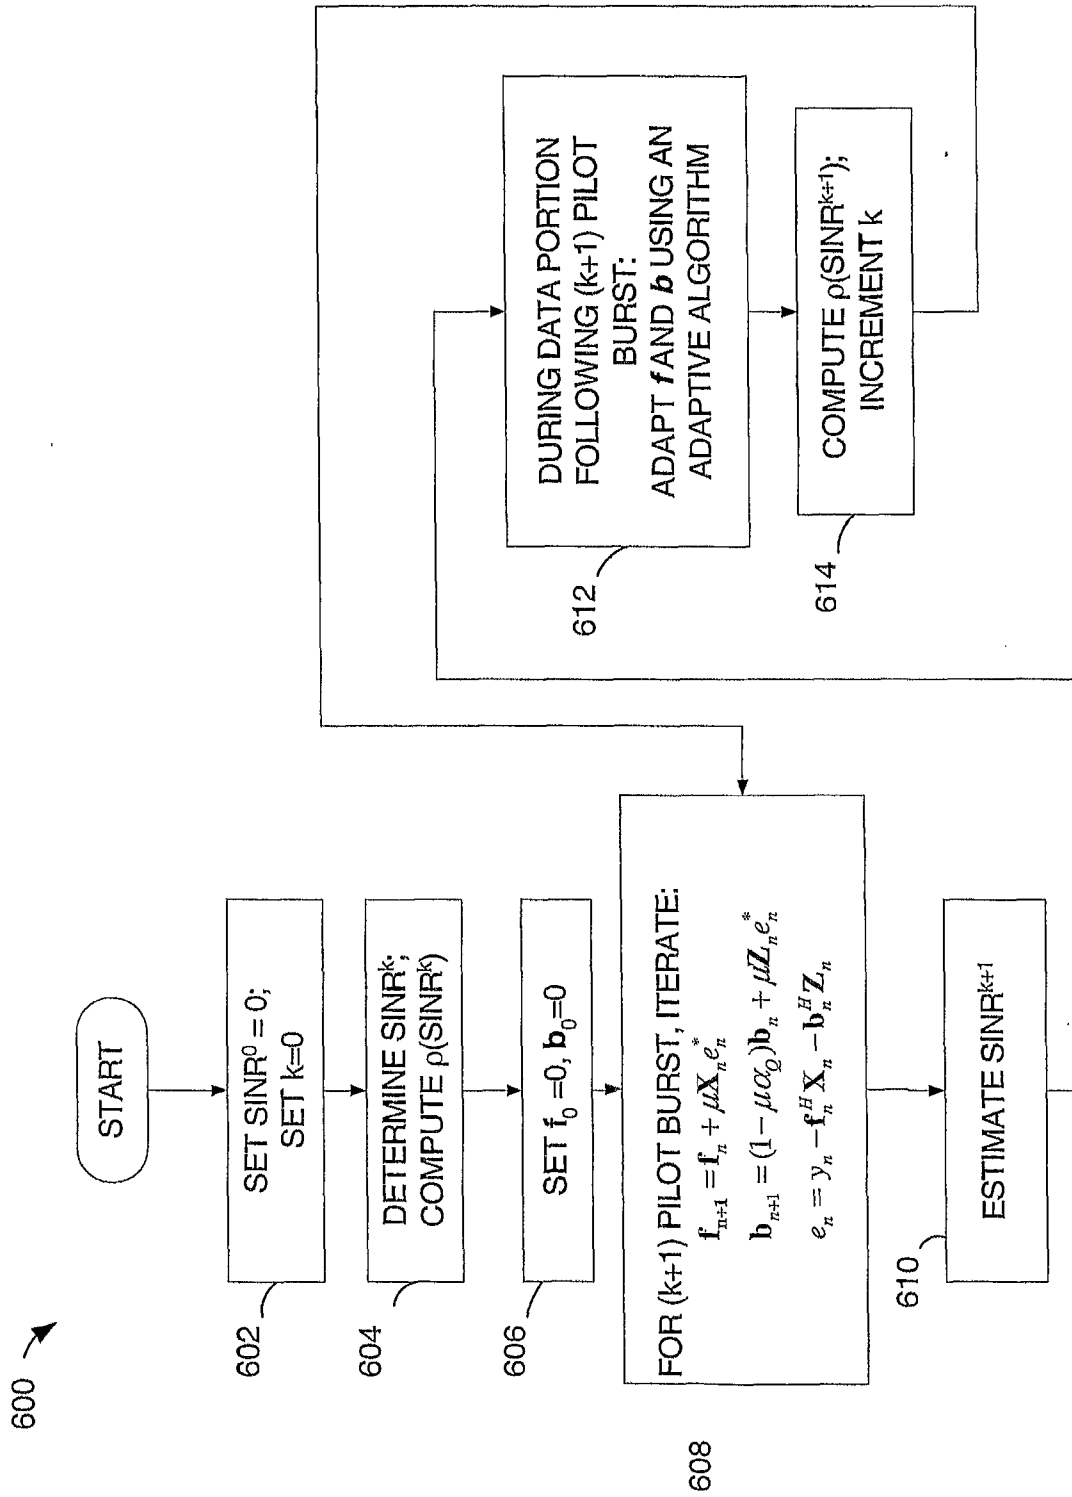 600
START
602
SET SINR⁰ = 0;
SET k=0
604
DETERMINE SINRᵏ;
COMPUTE ρ(SINRᵏ)
606
SET f₀ =0, b₀=0
608
FOR (k+1) PILOT BURST, ITERATE:
fₙ₊₁ = fₙ + μXₙeₙ*
bₙ₊₁ = (1 − μα_Q)bₙ + μZₙeₙ*
eₙ = yₙ − fₙᴴXₙ − bₙᴴZₙ
610
ESTIMATE SINRᵏ⁺¹
612
DURING DATA PORTION
FOLLOWING (k+1) PILOT
BURST:
ADAPT f AND b USING AN
ADAPTIVE ALGORITHM
614
COMPUTE ρ(SINRᵏ⁺¹);
INCREMENT k